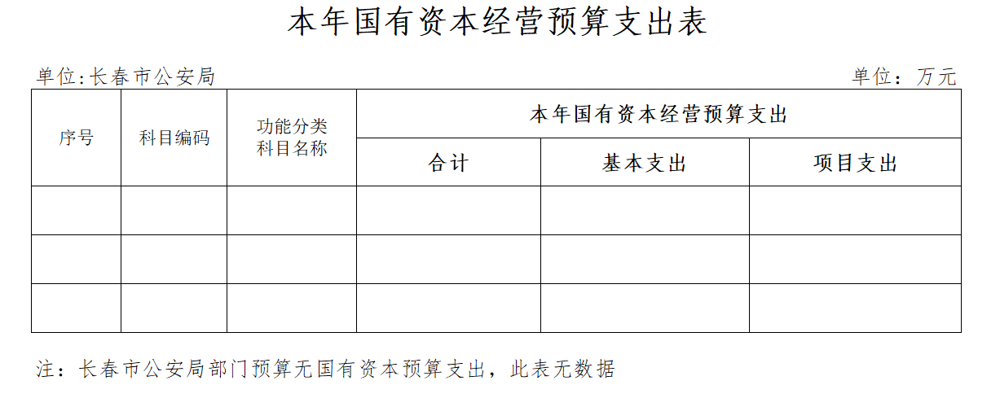 本年国有资本经营预算支出表
单位:长春市公安局 单位：万元
序号 科目编码 功能分类 本年国有资本经营预算支出
科目名称
合计 基本支出 项目支出
注：长春市公安局部门预算无国有资本预算支出，此表无数据